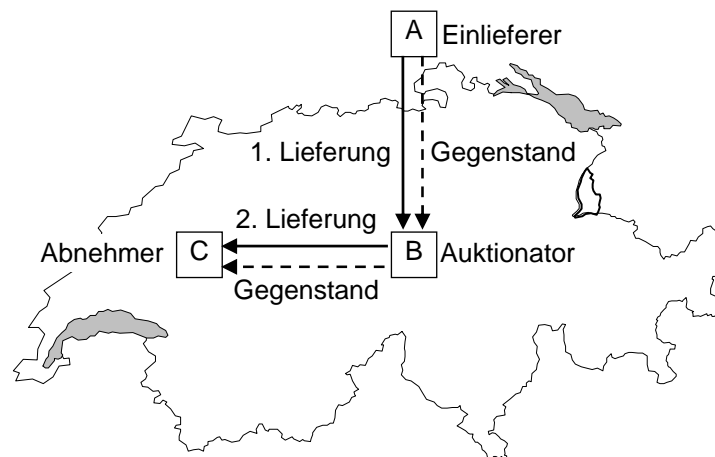 A Einlieferer
1. Lieferung Gegenstand
2. Lieferung
Abnehmer C B Auktionator
Gegenstand